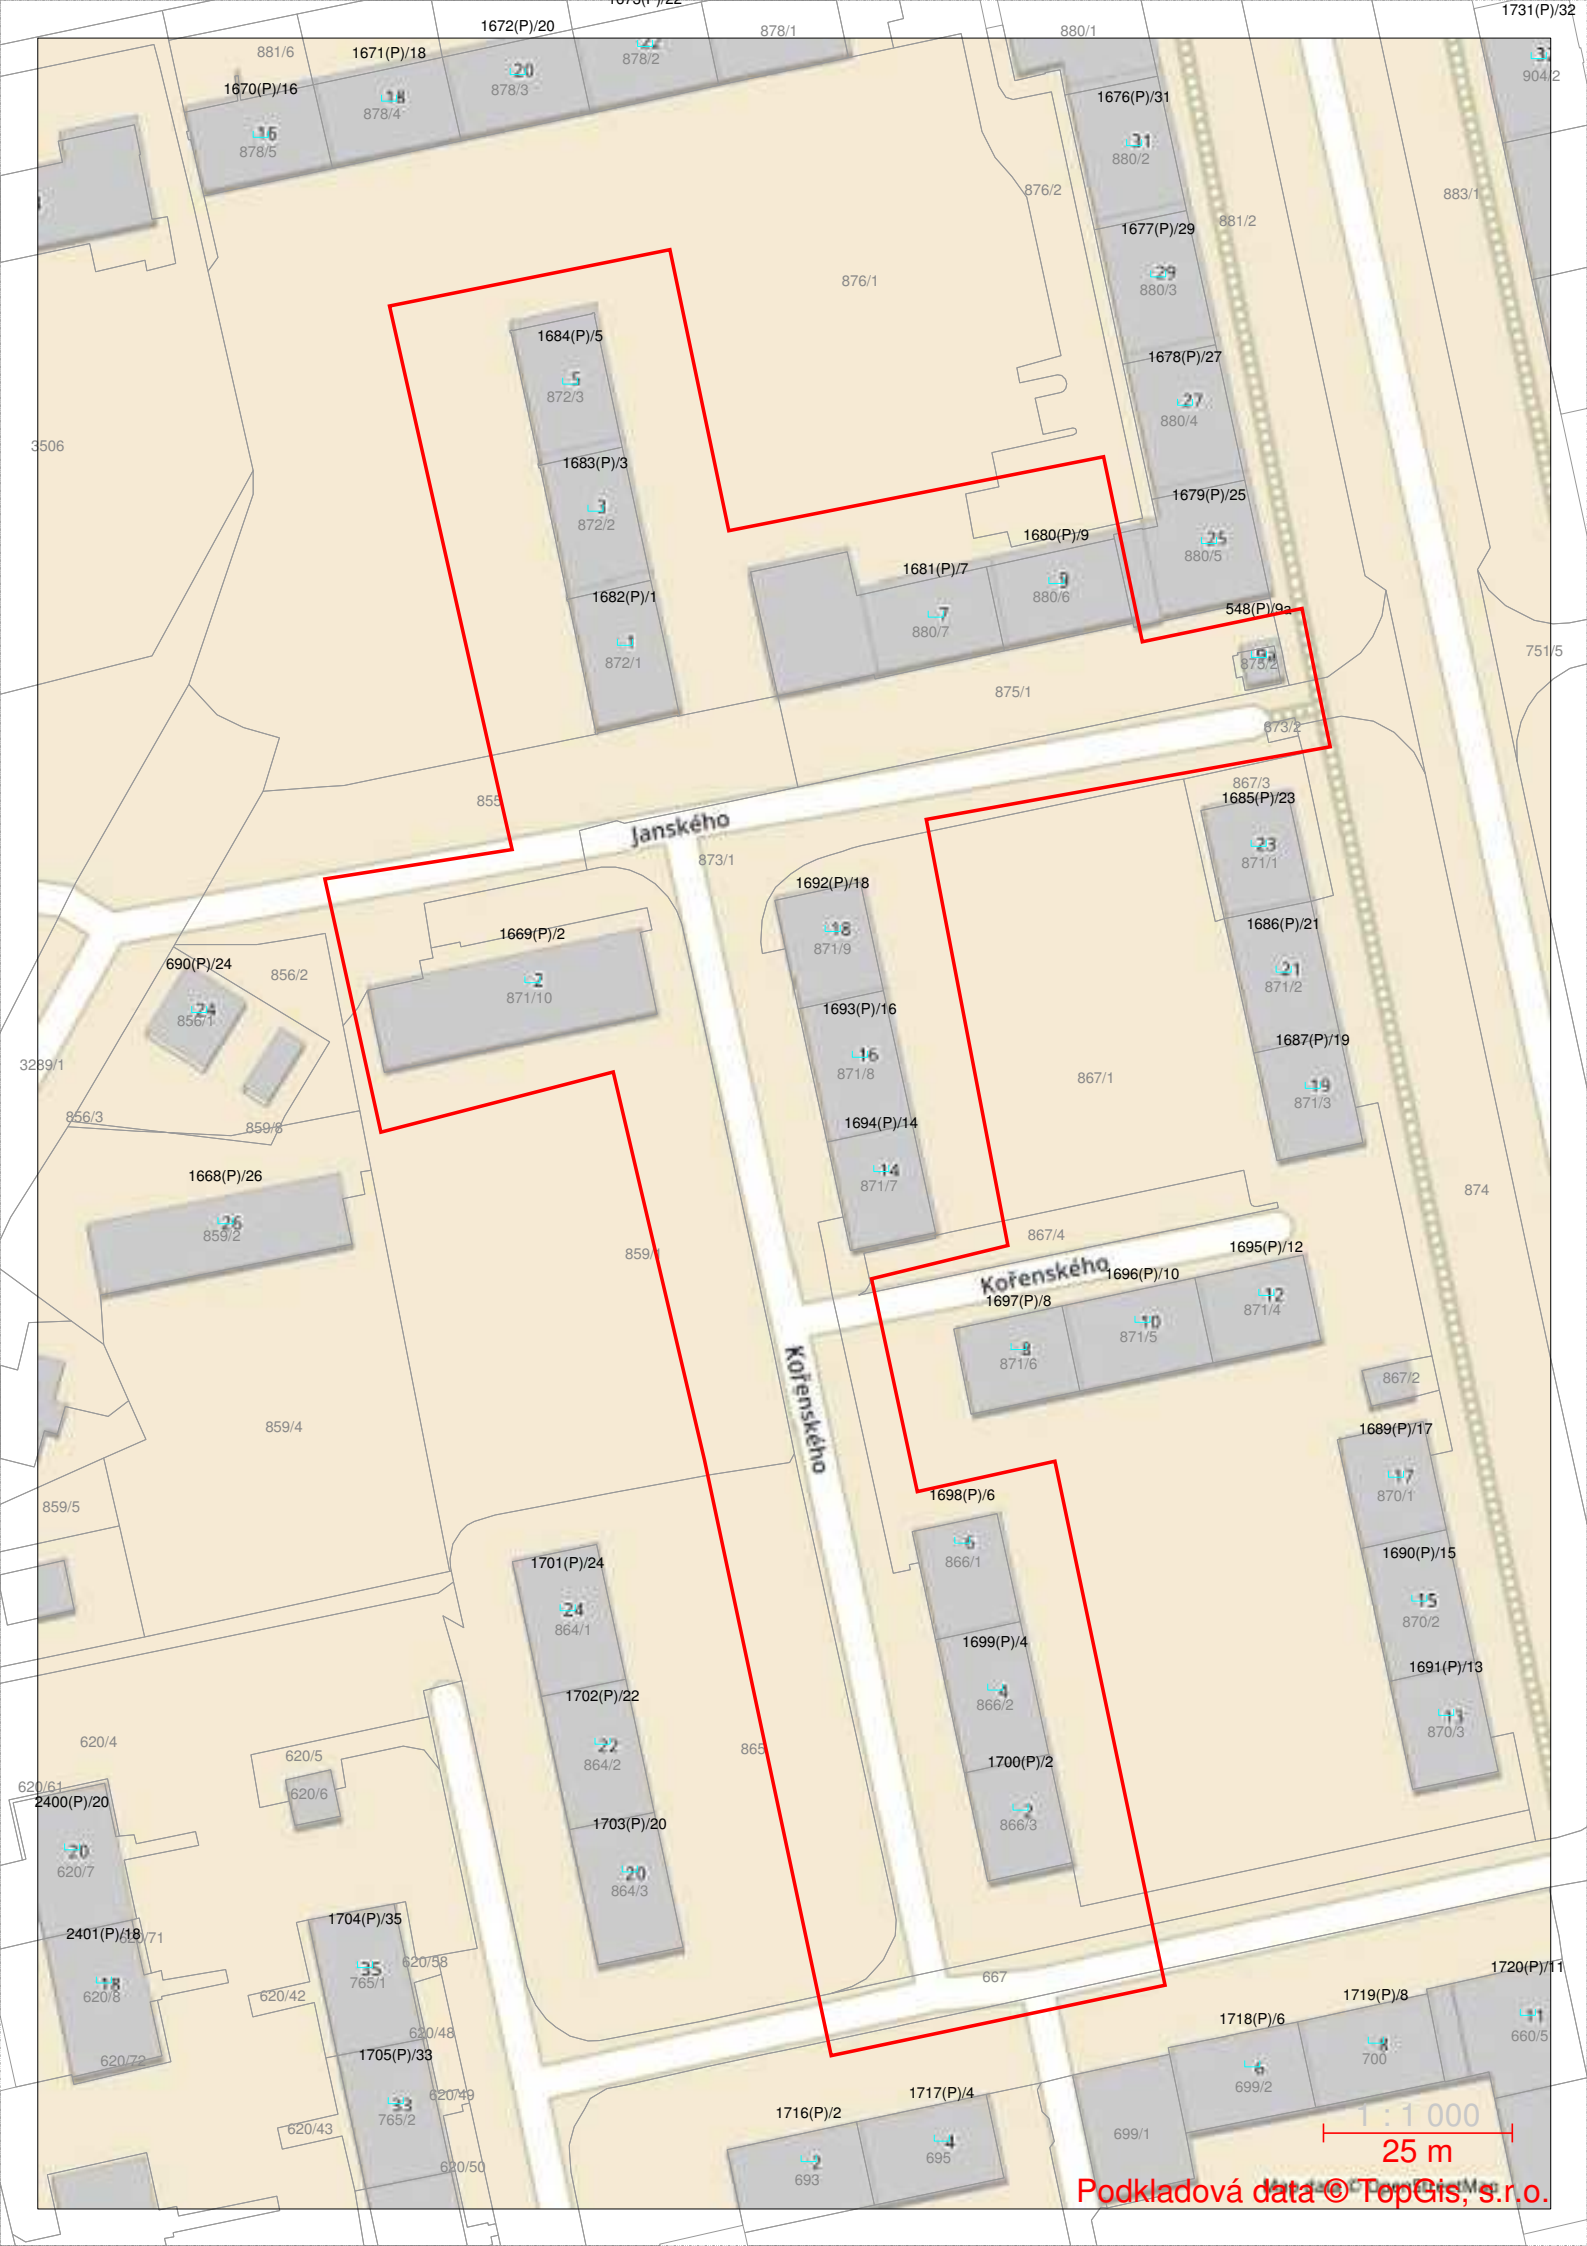 1672(P)/20
1731(P)/32
881/6
1671(P)/18
878/1
880/1
22
878/2
20
878/3
904/2
1670(P)/16
18
878/4
1676(P)/31
16
878/5
31
880/2
876/2
883/1
881/2
1677(P)/29
29
880/3
876/1
1684(P)/5
5
872/3
1678(P)/27
27
880/4
3506
1683(P)/3
3
872/2
1679(P)/25
25
880/5
1680(P)/9
9
880/6
1681(P)/7
7
880/7
1682(P)/1
1
872/1
548(P)/9a
9a
875/2
751/5
875/1
873/2
867/3
855
1685(P)/23
23
871/1
Janského
873/1
1692(P)/18
18
871/9
1686(P)/21
21
871/2
1669(P)/2
2
871/10
690(P)/24
24
856/1
856/2
1693(P)/16
16
871/8
1687(P)/19
19
871/3
3289/1
867/1
856/3
859/8
1694(P)/14
14
871/7
1668(P)/26
26
859/2
874
859/1
867/4
1695(P)/12
12
871/4
Kořenského
1696(P)/10
10
871/5
1697(P)/8
8
871/6
Kořenského
867/2
859/4
1689(P)/17
17
870/1
859/5
1698(P)/6
6
866/1
1701(P)/24
24
864/1
1690(P)/15
15
870/2
1699(P)/4
4
866/2
1691(P)/13
13
870/3
1702(P)/22
22
864/2
620/4
620/5
620/6
865
1700(P)/2
2
866/3
620/61
2400(P)/20
20
620/7
1703(P)/20
20
864/3
1704(P)/35
35
765/1
2401(P)/18
620/71
18
620/8
620/58
620/42
667
1720(P)/11
11
660/5
1719(P)/8
8
700
1718(P)/6
6
699/2
620/48
1705(P)/33
33
765/2
620/72
620/49
620/43
620/50
1717(P)/4
4
695
1716(P)/2
2
693
699/1
1 : 1 000
25 m
Map data © OpenStreetMap
Podkladová data © TopGis, s.r.o.